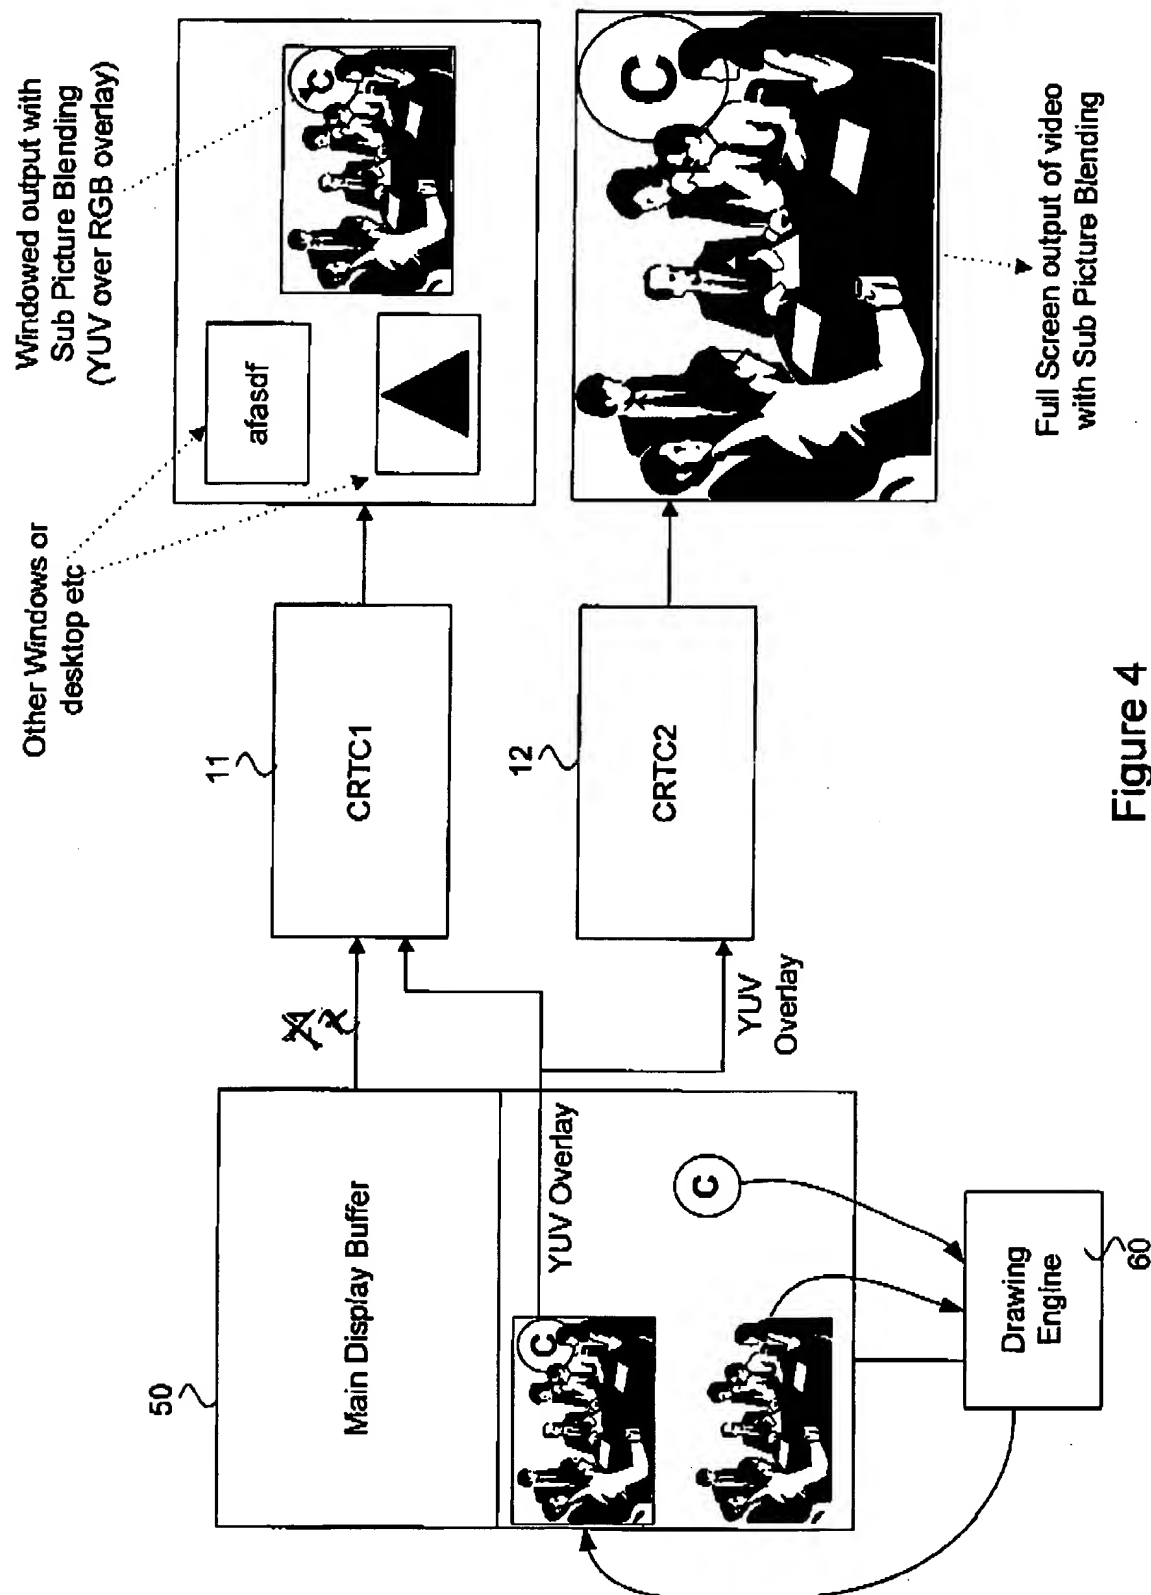 Other Windows or
desktop etc
Windowed output with
Sub Picture Blending
(YUV over RGB overlay)
afasdf
C
50
Main Display Buffer
11
CRTC1
YUV Overlay
C
12
CRTC2
YUV
Overlay
C
C
Drawing
Engine
60
Full Screen output of video
with Sub Picture Blending
Figure 4